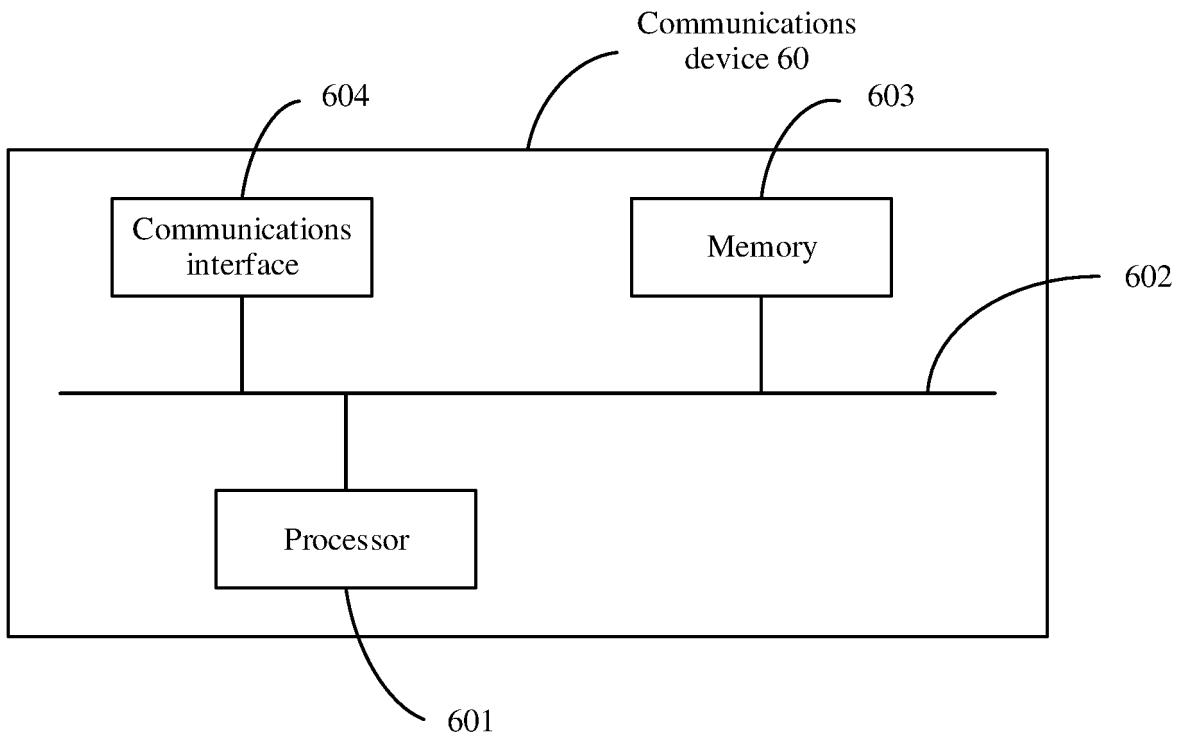 Communications
device 60
604
603
Communications
interface
Memory
602
Processor
601